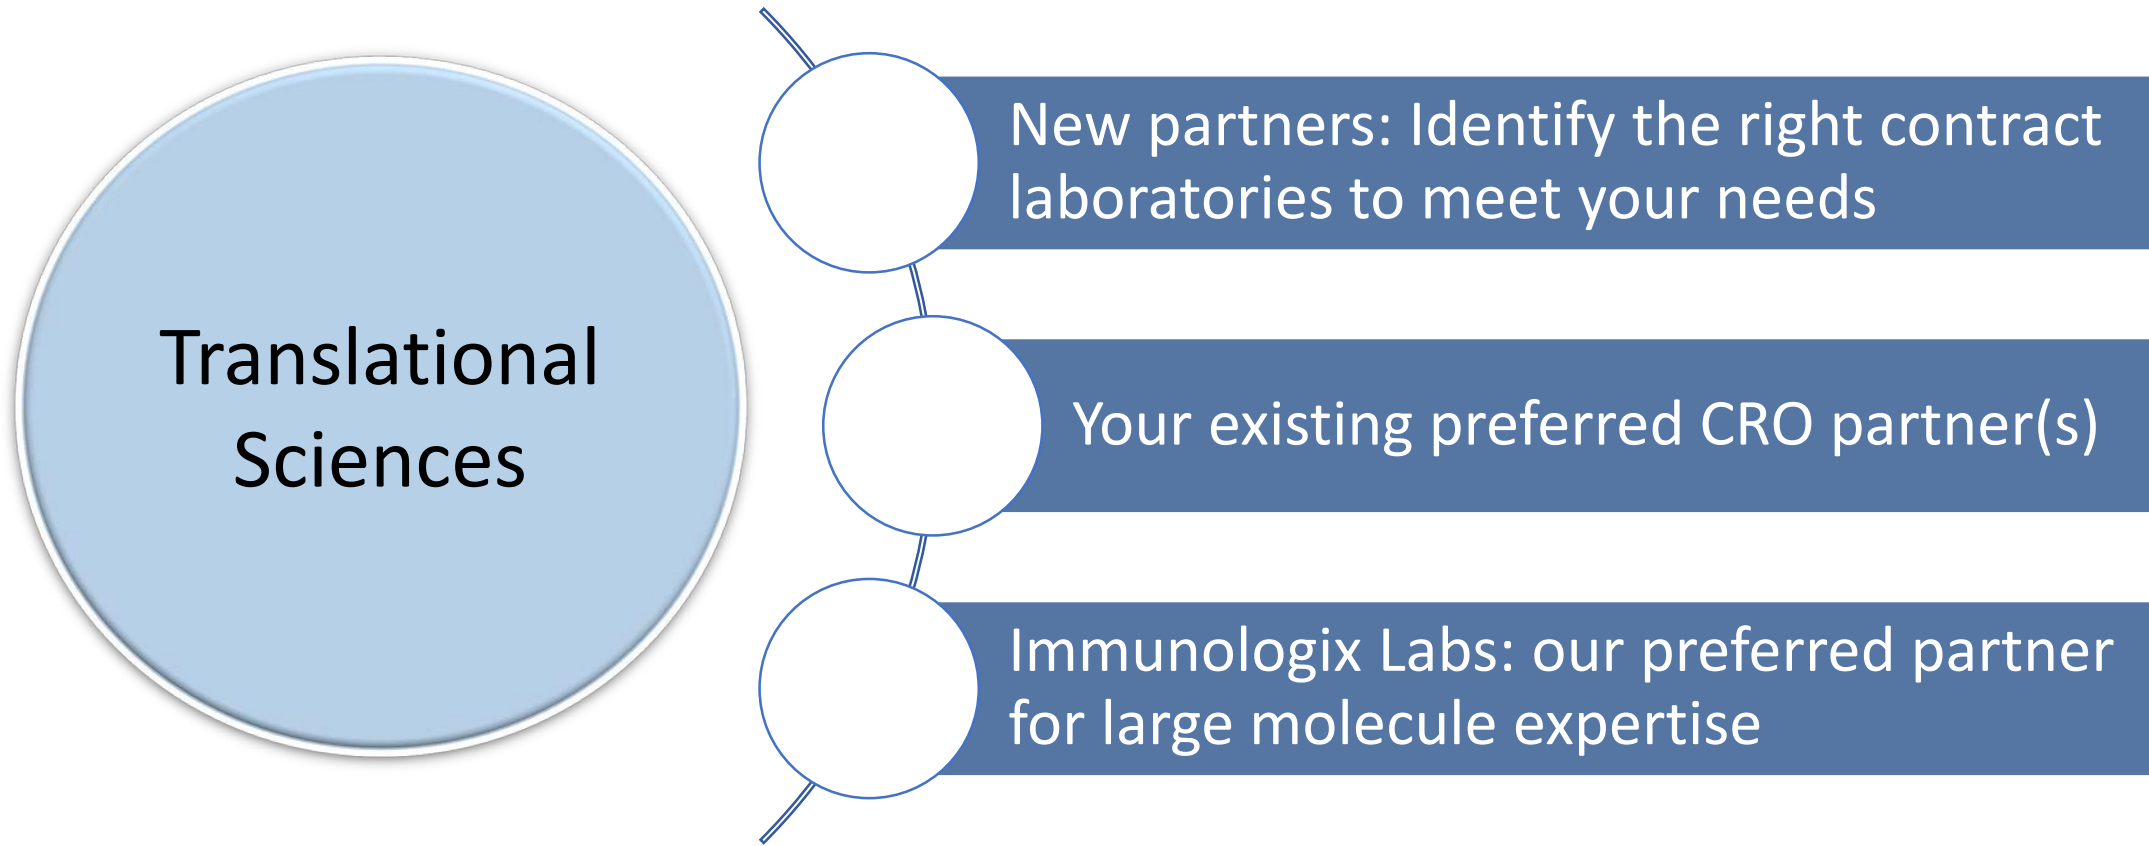 Translational
Sciences
New partners: Identify the right contract
laboratories to meet your needs
Your existing preferred CRO partner(s)
Immunologix Labs: our preferred partner
for large molecule expertise